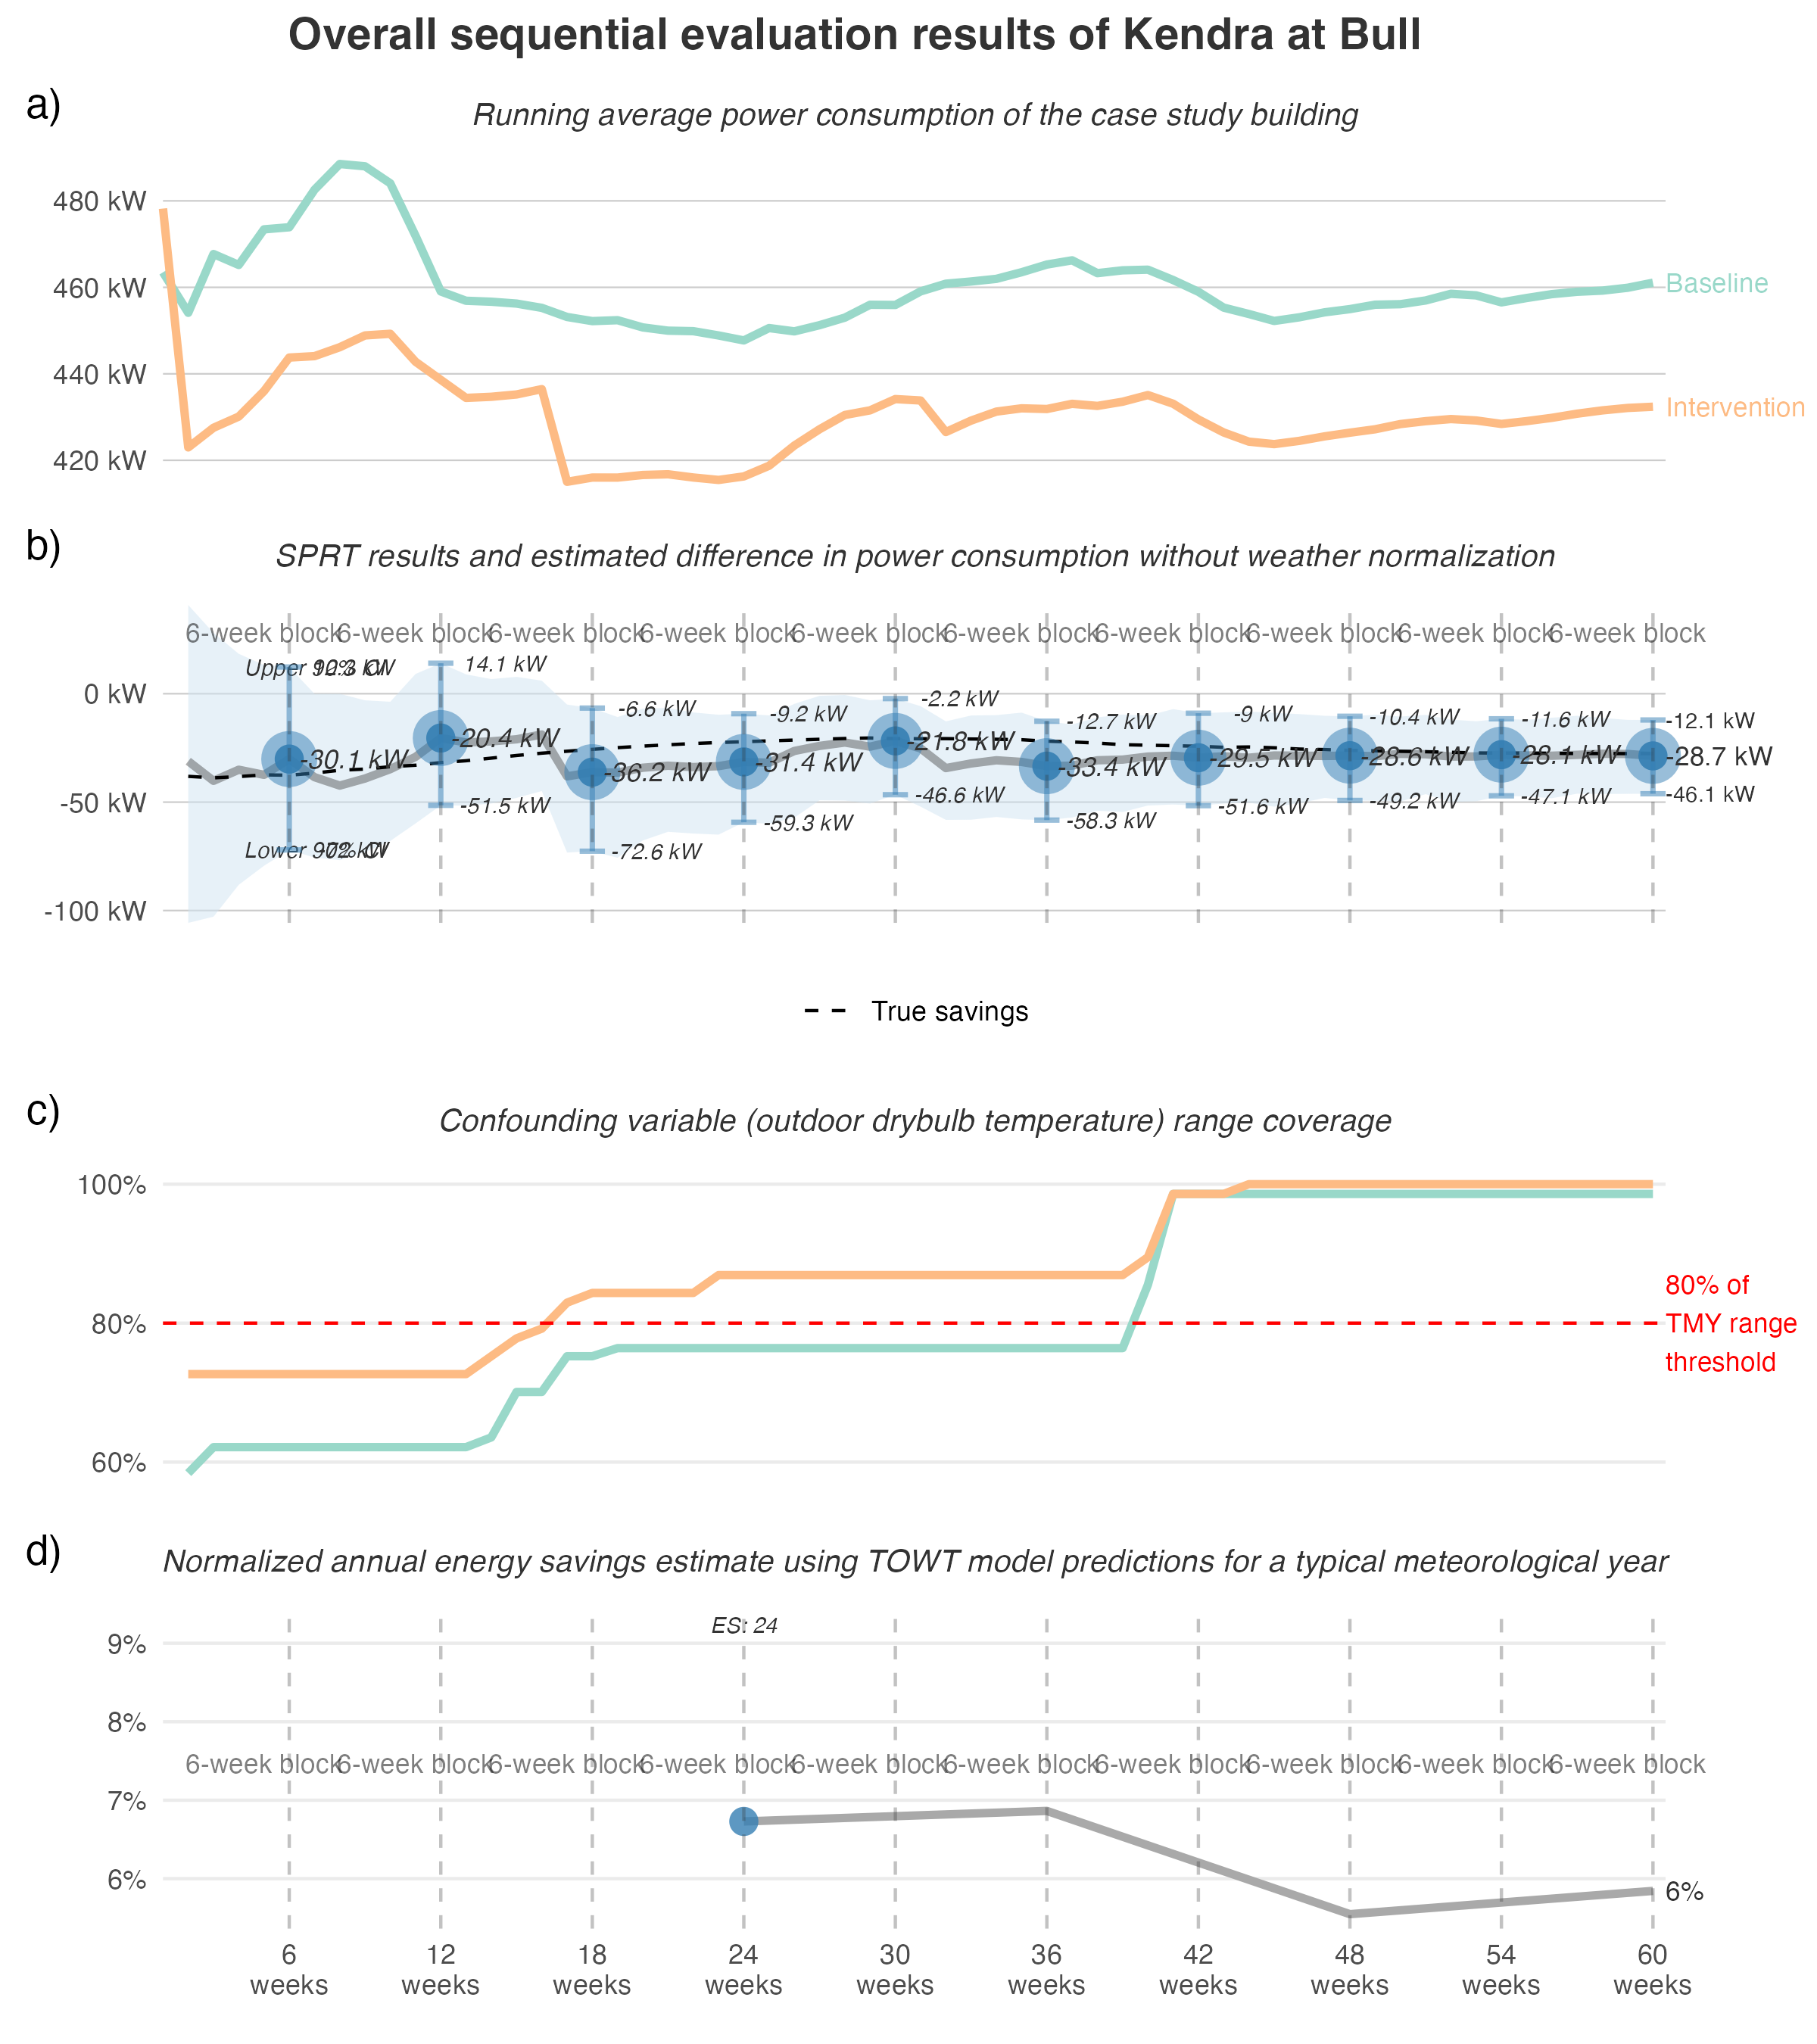 Overall sequential evaluation results of Kendra at Bull
a)
Running average power consumption of the case study building
480 kW
460 kW
440 kW
420 kW
Baseline
Intervention
b)
SPRT results and estimated difference in power consumption without weather normalization
6-week block 6-week block 6-week block 6-week block 6-week block 6-week block 6-week block 6-week block 6-week block 6-week block
Upper 90% CI
14.1 kW
-6.6 kW
-9.2 kW
-2.2 kW
-12.7 kW
-9 kW
-10.4 kW
-11.6 kW
-12.1 kW
0 kW
-30.1 kW
-20.4 kW
-36.2 kW
-31.4 kW
-21.8 kW
-33.4 kW
-29.5 kW
-28.6 kW
-28.1 kW
-28.7 kW
-50 kW
Lower 90% CI
-72 kW
-51.5 kW
-72.6 kW
-59.3 kW
-46.6 kW
-58.3 kW
-51.6 kW
-49.2 kW
-47.1 kW
-46.1 kW
-100 kW
True savings
c)
Confounding variable (outdoor drybulb temperature) range coverage
100%
80%
60%
80% of
TMY range
threshold
d)
Normalized annual energy savings estimate using TOWT model predictions for a typical meteorological year
ES: 24
9%
8%
6-week block 6-week block 6-week block 6-week block 6-week block 6-week block 6-week block 6-week block 6-week block 6-week block
7%
6%
6%
6 weeks
12 weeks
18 weeks
24 weeks
30 weeks
36 weeks
42 weeks
48 weeks
54 weeks
60 weeks